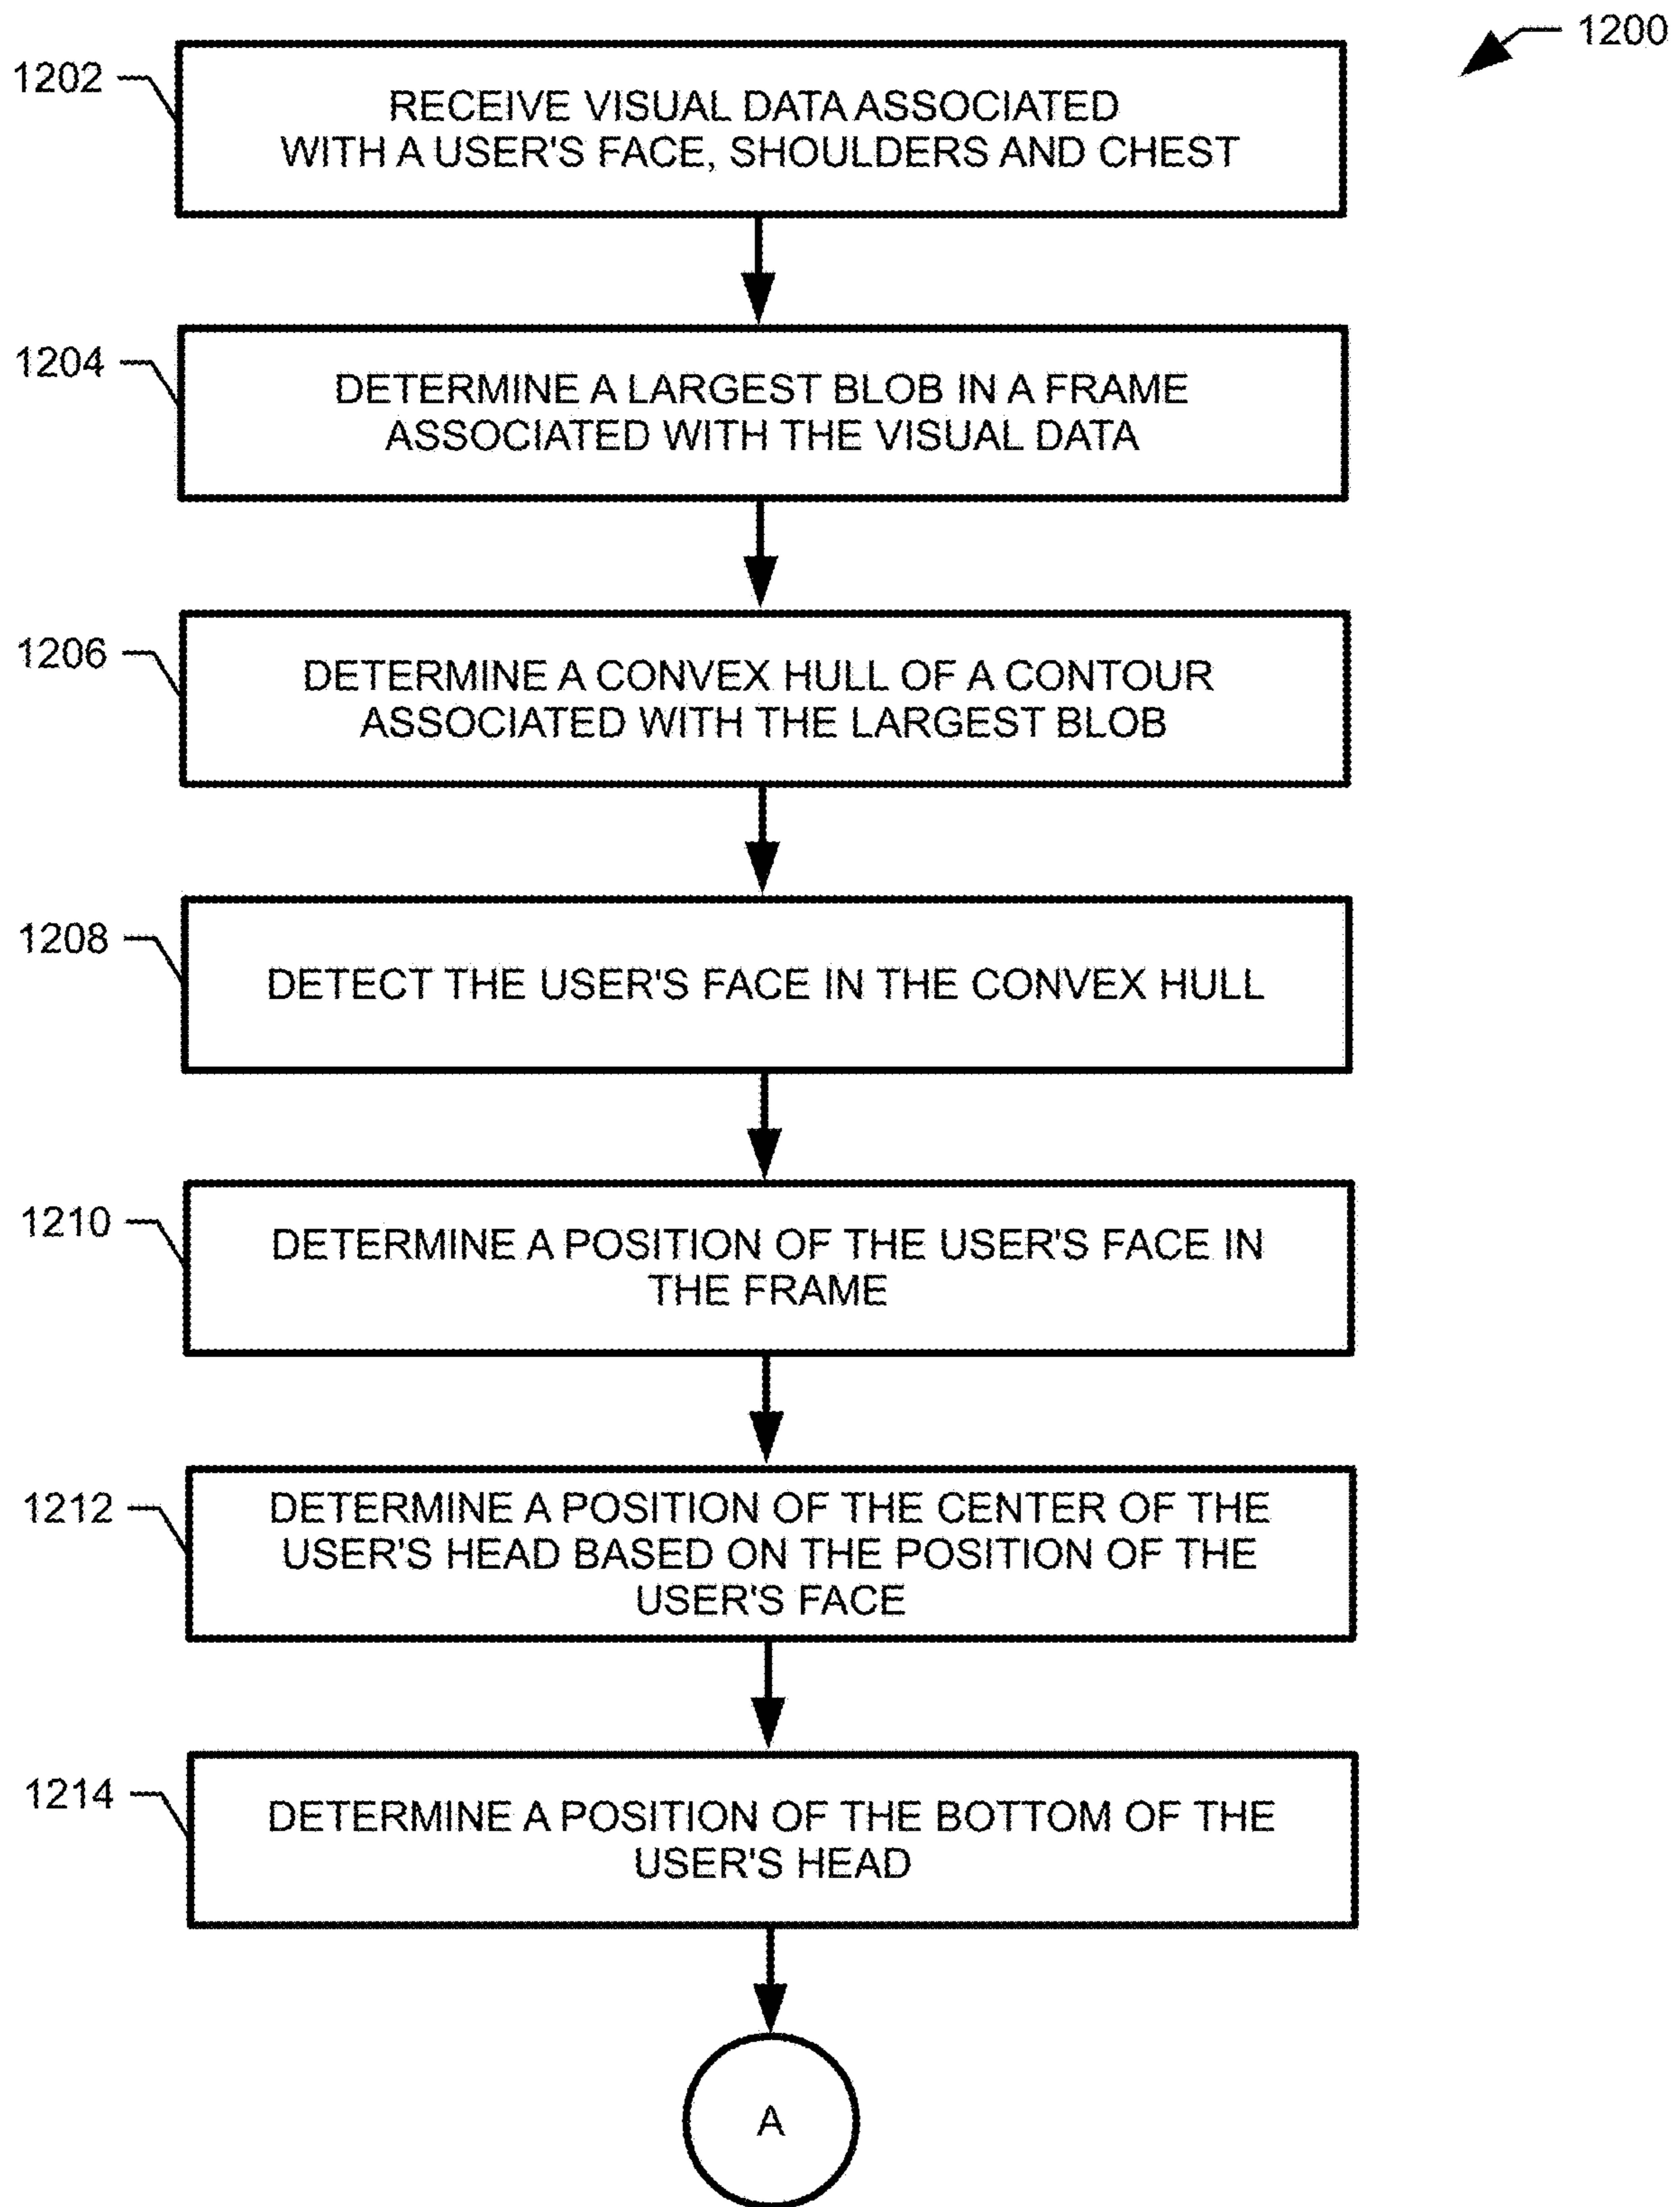 1200
1202
RECEIVE VISUAL DATA ASSOCIATED
WITH A USER'S FACE, SHOULDERS AND CHEST
1204
DETERMINE A LARGEST BLOB IN A FRAME
ASSOCIATED WITH THE VISUAL DATA
1206
DETERMINE A CONVEX HULL OF A CONTOUR
ASSOCIATED WITH THE LARGEST BLOB
1208
DETECT THE USER'S FACE IN THE CONVEX HULL
1210
DETERMINE A POSITION OF THE USER'S FACE IN
THE FRAME
1212
DETERMINE A POSITION OF THE CENTER OF THE
USER'S HEAD BASED ON THE POSITION OF THE
USER'S FACE
1214
DETERMINE A POSITION OF THE BOTTOM OF THE
USER'S HEAD
A